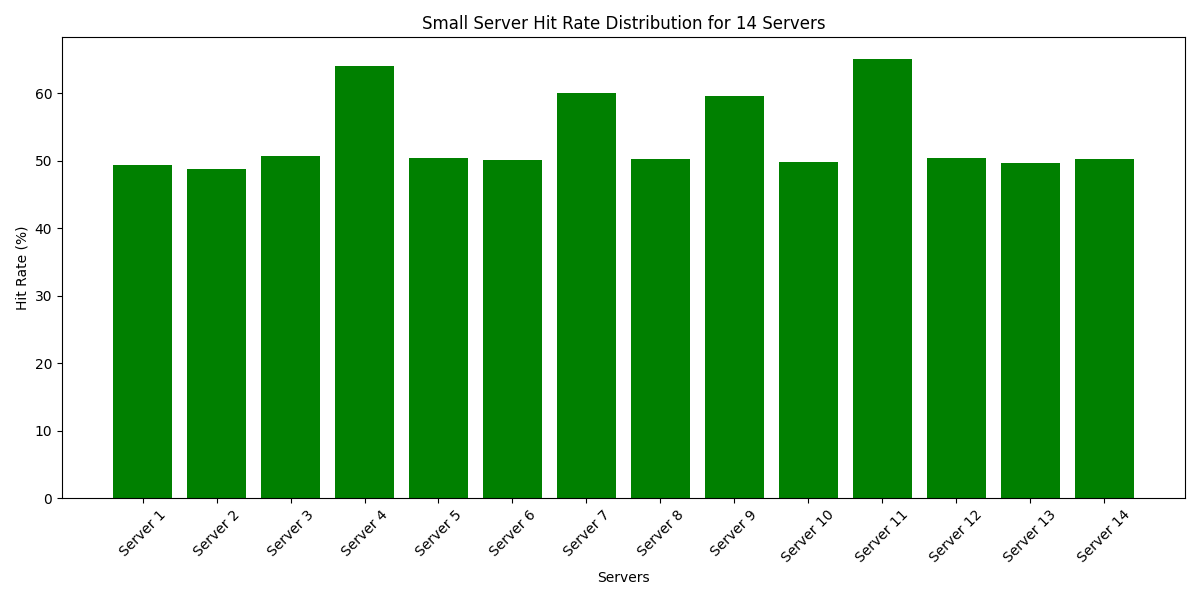 Small Server Hit Rate Distribution for 14 Servers
Hit Rate (%)
60
50
40
30
20
10
0
Server 1
Server 2
Server 3
Server 4
Server 5
Server 6
Server 7
Server 8
Server 9
Server 10
Server 11
Server 12
Server 13
Server 14
Servers